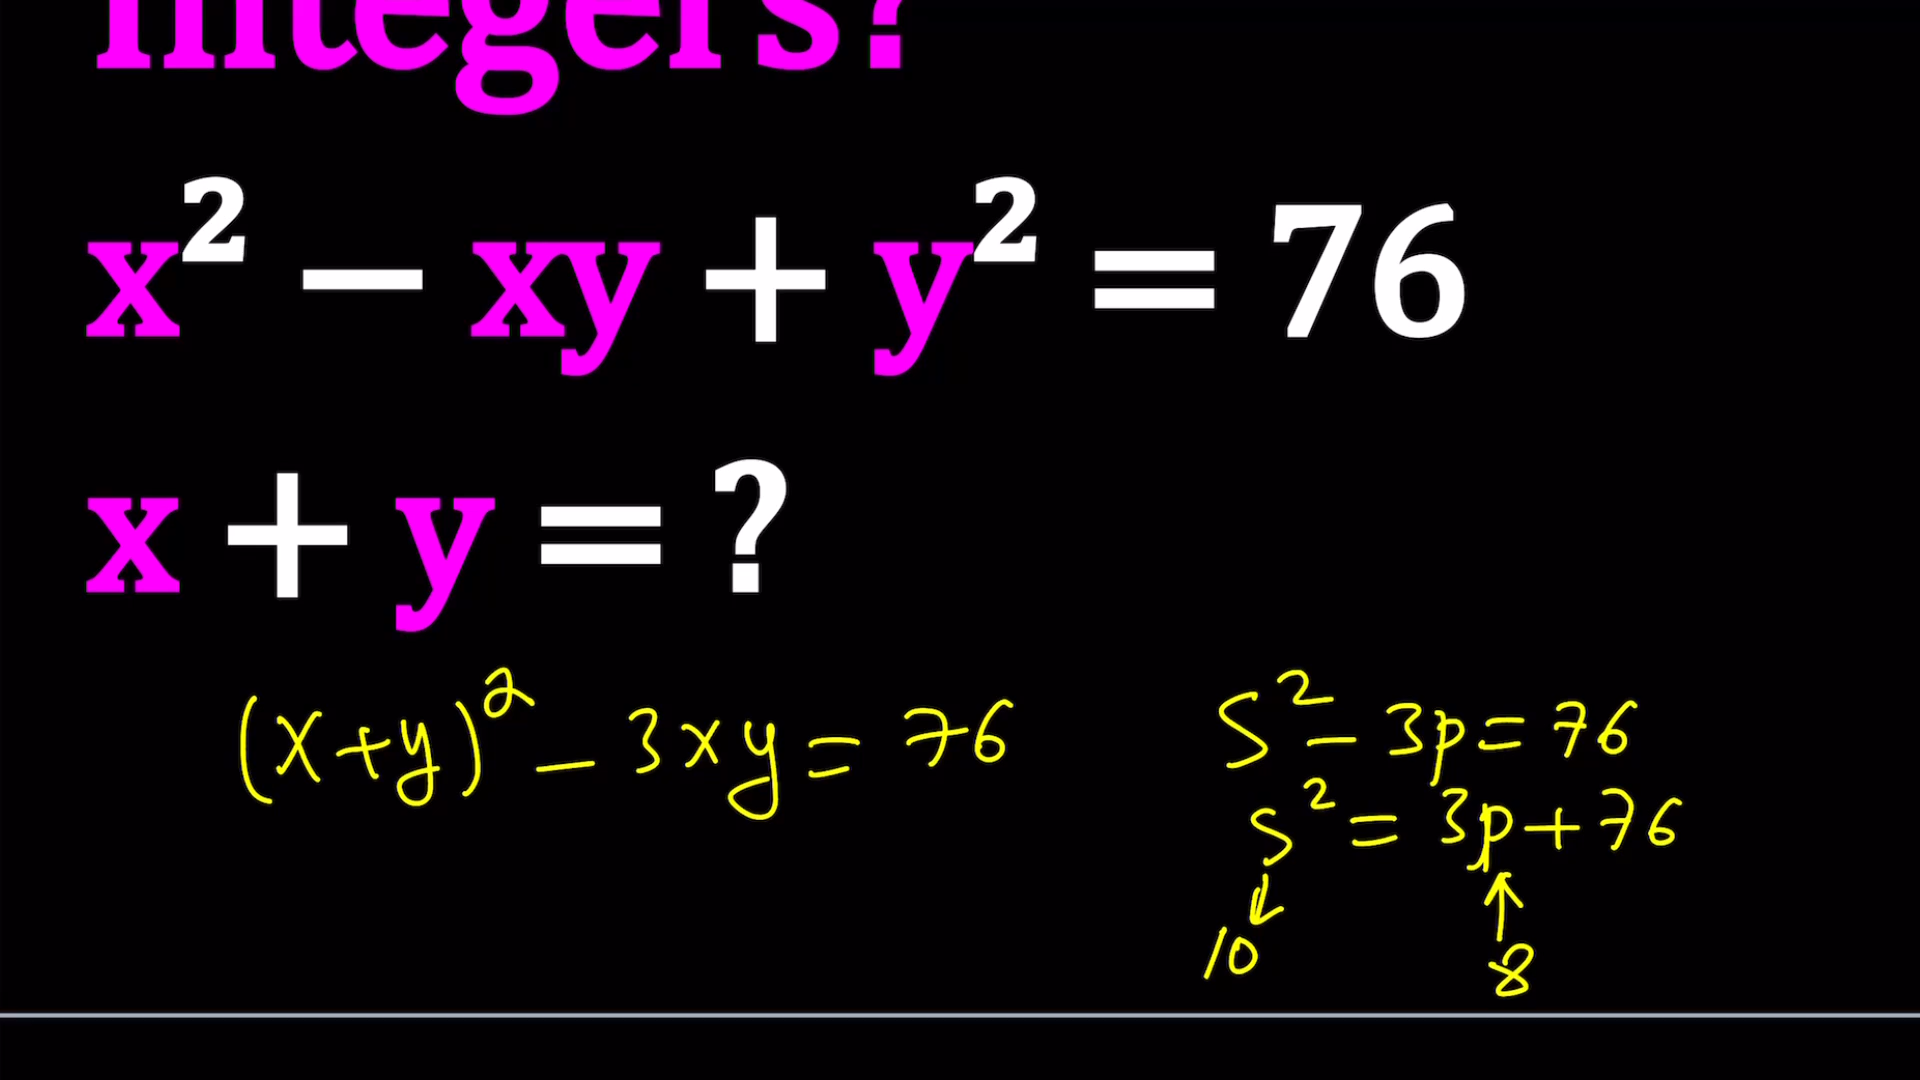 integers?
x² − xy + y² = 76
x + y = ?
(x+y)² − 3xy = 76
S² − 3p = 76
s² = 3p + 76
10
8